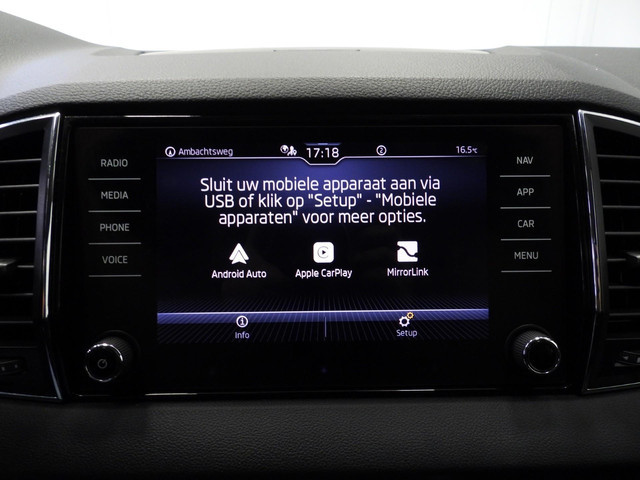 Ambachtsweg 17:18 2 16.5°C
RADIO
MEDIA
PHONE
VOICE
Sluit uw mobiele apparaat aan via
USB of klik op "Setup" - "Mobiele
apparaten" voor meer opties.
Android Auto Apple CarPlay MirrorLink
Info Setup
NAV
APP
CAR
MENU